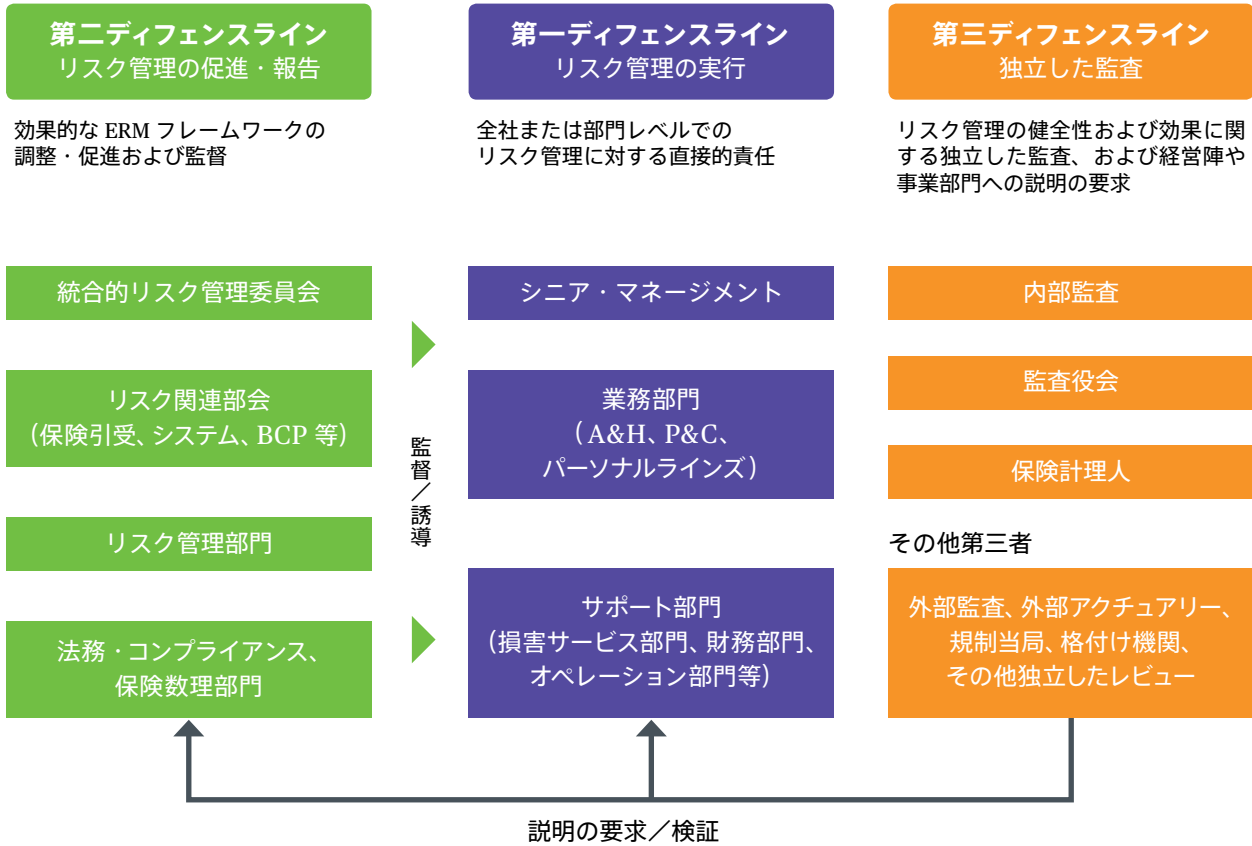 第二ディフェンスライン
リスク管理の促進・報告
効果的な ERM フレームワークの
調整・促進および監督
統合的リスク管理委員会
リスク関連部会
（保険引受、システム、BCP 等）
リスク管理部門
法務・コンプライアンス、
保険数理部門
監督／誘導
第一ディフェンスライン
リスク管理の実行
全社または部門レベルでの
リスク管理に対する直接的責任
シニア・マネージメント
業務部門
（A&H、P&C、
パーソナルラインズ）
サポート部門
（損害サービス部門、財務部門、
オペレーション部門等）
第三ディフェンスライン
独立した監査
リスク管理の健全性および効果に関
する独立した監査、および経営陣や
事業部門への説明の要求
内部監査
監査役会
保険計理人
その他第三者
外部監査、外部アクチュアリー、
規制当局、格付け機関、
その他独立したレビュー
説明の要求／検証